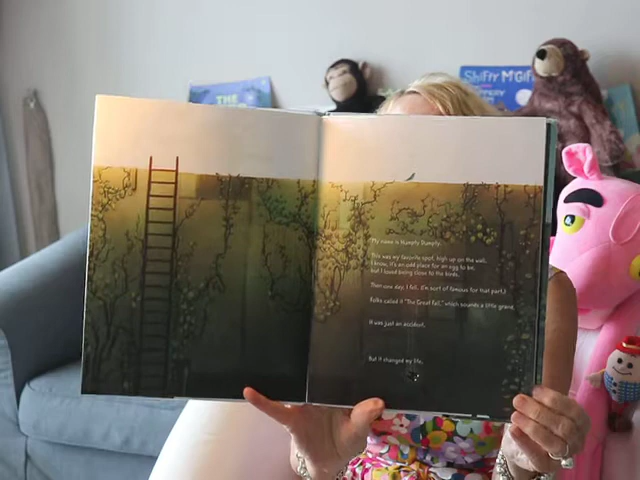 THE
SHIFTY MCGIF
My name is Humpty Dumpty.
This was my favorite spot, high up on the wall.
I know, it's an odd place for an egg to be,
but I loved being close to the birds.
Then one day, I fell. (I'm sort of famous for that part.)
Folks called it "The Great Fall," which sounds a little grand.
It was just an accident.
But it changed my life.